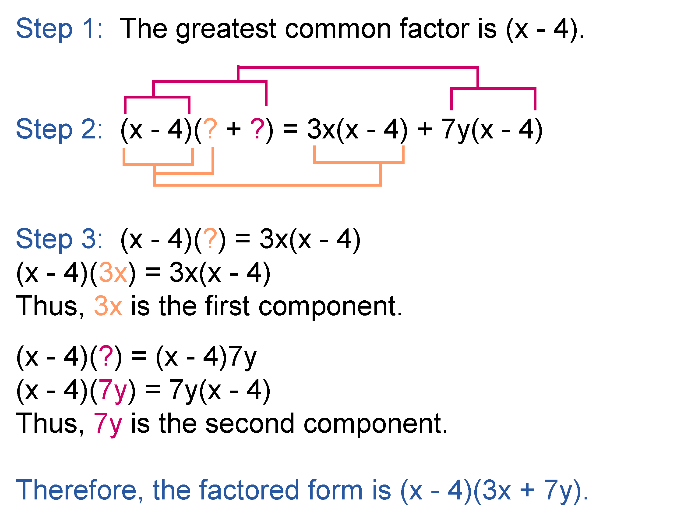 Step 1: The greatest common factor is (x - 4).
Step 2: (x - 4)(? + ?) = 3x(x - 4) + 7y(x - 4)
Step 3: (x - 4)(?) = 3x(x - 4)
(x - 4)(3x) = 3x(x - 4)
Thus, 3x is the first component.
(x - 4)(?) = (x - 4)7y
(x - 4)(7y) = 7y(x - 4)
Thus, 7y is the second component.
Therefore, the factored form is (x - 4)(3x + 7y).